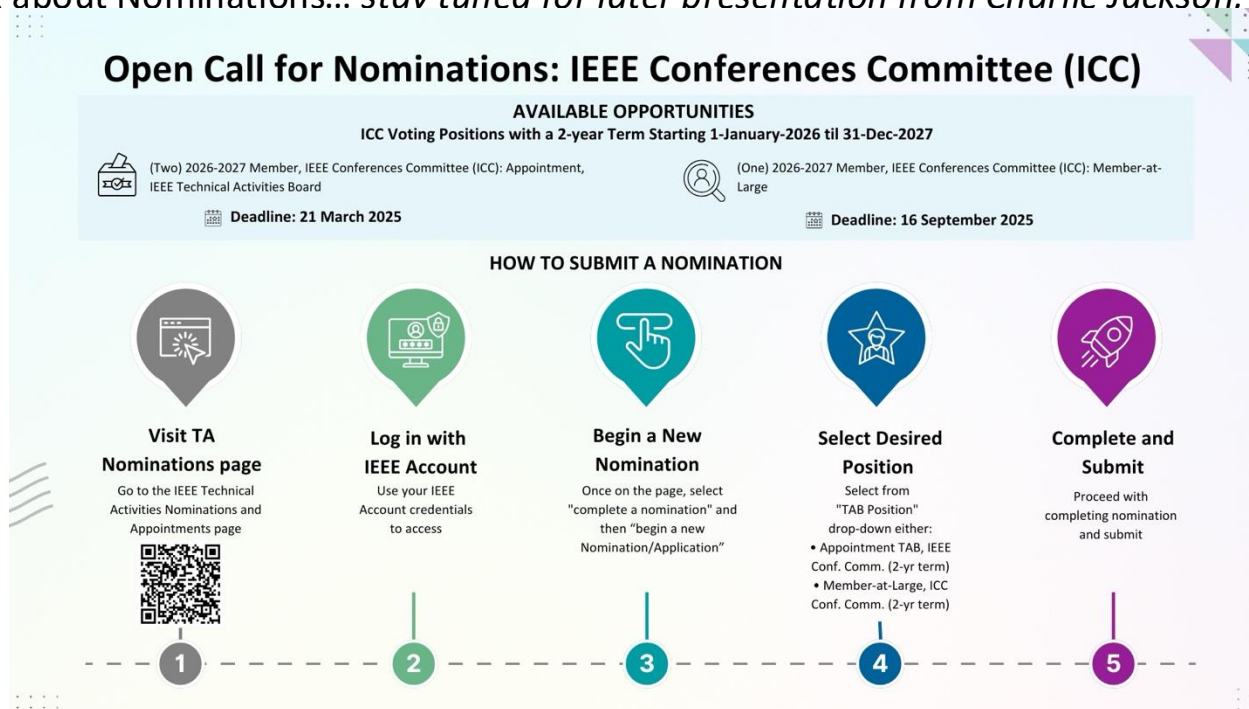 about Nominations… stay tuned for later presentation from Charlie Jackson.
Open Call for Nominations: IEEE Conferences Committee (ICC)
AVAILABLE OPPORTUNITIES
ICC Voting Positions with a 2-year Term Starting 1-January-2026 til 31-Dec-2027
(Two) 2026-2027 Member, IEEE Conferences Committee (ICC): Appointment,
IEEE Technical Activities Board
Deadline: 21 March 2025
(One) 2026-2027 Member, IEEE Conferences Committee (ICC): Member-at-
Large
Deadline: 16 September 2025
HOW TO SUBMIT A NOMINATION
Visit TA
Nominations page
Go to the IEEE Technical
Activities Nominations and
Appointments page
1
Log in with
IEEE Account
Use your IEEE
Account credentials
to access
2
Begin a New
Nomination
Once on the page, select
"complete a nomination" and
then “begin a new
Nomination/Application”
3
Select Desired
Position
Select from
"TAB Position"
drop-down either:
• Appointment TAB, IEEE
Conf. Comm. (2-yr term)
• Member-at-Large, ICC
Conf. Comm. (2-yr term)
4
Complete and
Submit
Proceed with
completing nomination
and submit
5